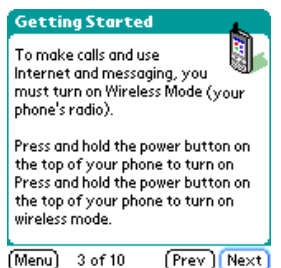 Getting Started
To make calls and use
Internet and messaging, you
must turn on Wireless Mode (your
phone's radio).
Press and hold the power button on
the top of your phone to turn on
Press and hold the power button on
the top of your phone to turn on
wireless mode.
Menu 3 of 10 Prev Next